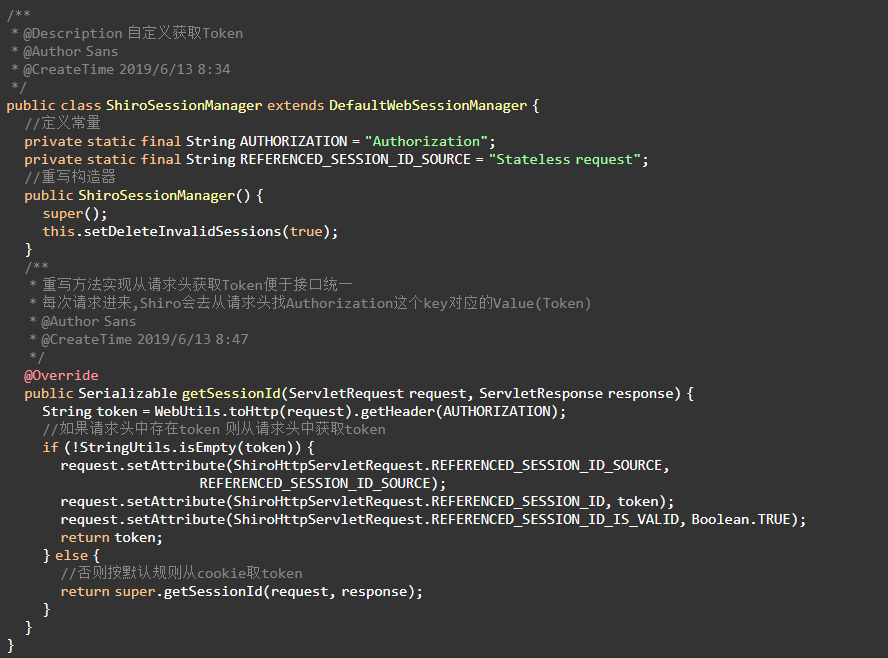 /**
 * @Description 自定义获取Token
 * @Author Sans
 * @CreateTime 2019/6/13 8:34
 */
public class ShiroSessionManager extends DefaultWebSessionManager {
//定义常量
private static final String AUTHORIZATION = "Authorization";
private static final String REFERENCED_SESSION_ID_SOURCE = "Stateless request";
//重写构造器
public ShiroSessionManager() {
super();
this.setDeleteInvalidSessions(true);
}
/**
 * 重写方法实现从请求头获取Token便于接口统一
 * 每次请求进来,Shiro会去从请求头找Authorization这个key对应的Value(Token)
 * @Author Sans
 * @CreateTime 2019/6/13 8:47
 */
@Override
public Serializable getSessionId(ServletRequest request, ServletResponse response) {
String token = WebUtils.toHttp(request).getHeader(AUTHORIZATION);
//如果请求头中存在token 则从请求头中获取token
if (!StringUtils.isEmpty(token)) {
request.setAttribute(ShiroHttpServletRequest.REFERENCED_SESSION_ID_SOURCE,
REFERENCED_SESSION_ID_SOURCE);
request.setAttribute(ShiroHttpServletRequest.REFERENCED_SESSION_ID, token);
request.setAttribute(ShiroHttpServletRequest.REFERENCED_SESSION_ID_IS_VALID, Boolean.TRUE);
return token;
} else {
//否则按默认规则从cookie取token
return super.getSessionId(request, response);
}
}
}